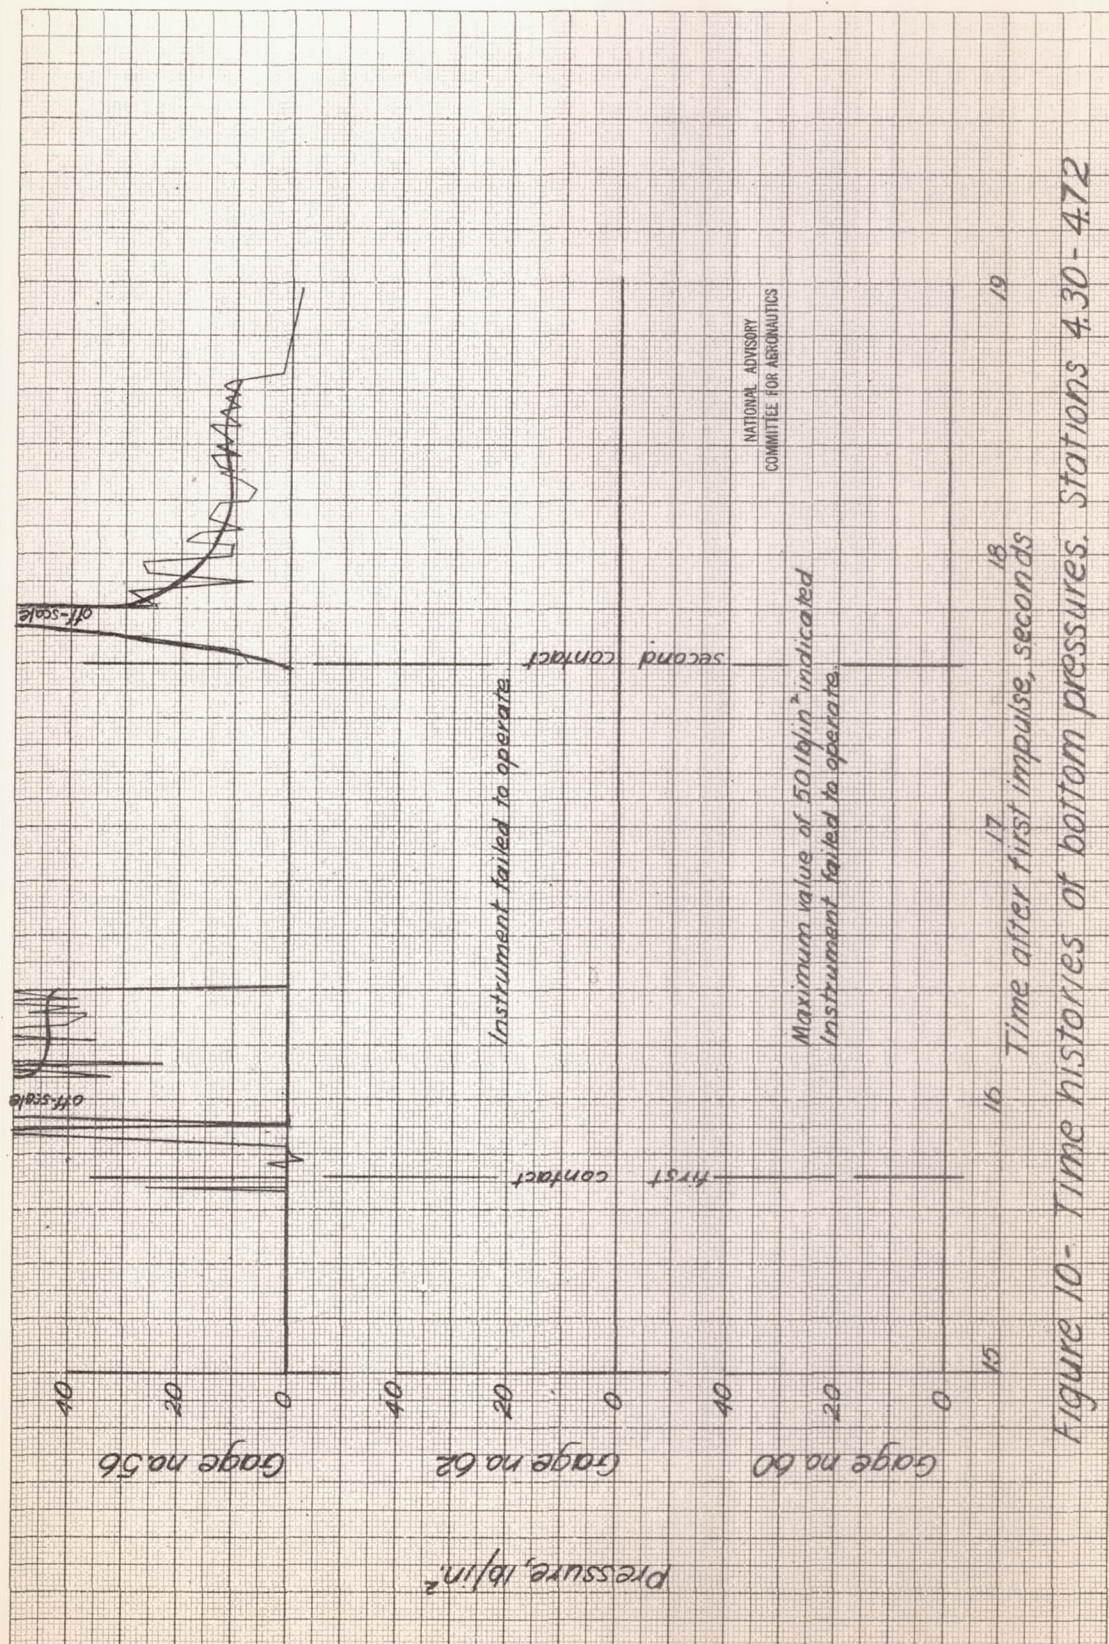 Pressure, lb/in.²
Gage no. 56
40
20
0
off-scale
off-scale
Gage no. 62
40
20
0
Instrument failed to operate.
first contact
second contact
Gage no. 60
40
20
0
Maximum value of 50 lb/in² indicated
Instrument failed to operate.
NATIONAL ADVISORY
COMMITTEE FOR AERONAUTICS
15 16 17 18 19
Time after first impulse, seconds
Figure 10- Time histories of bottom pressures. Stations 4.30-4.72